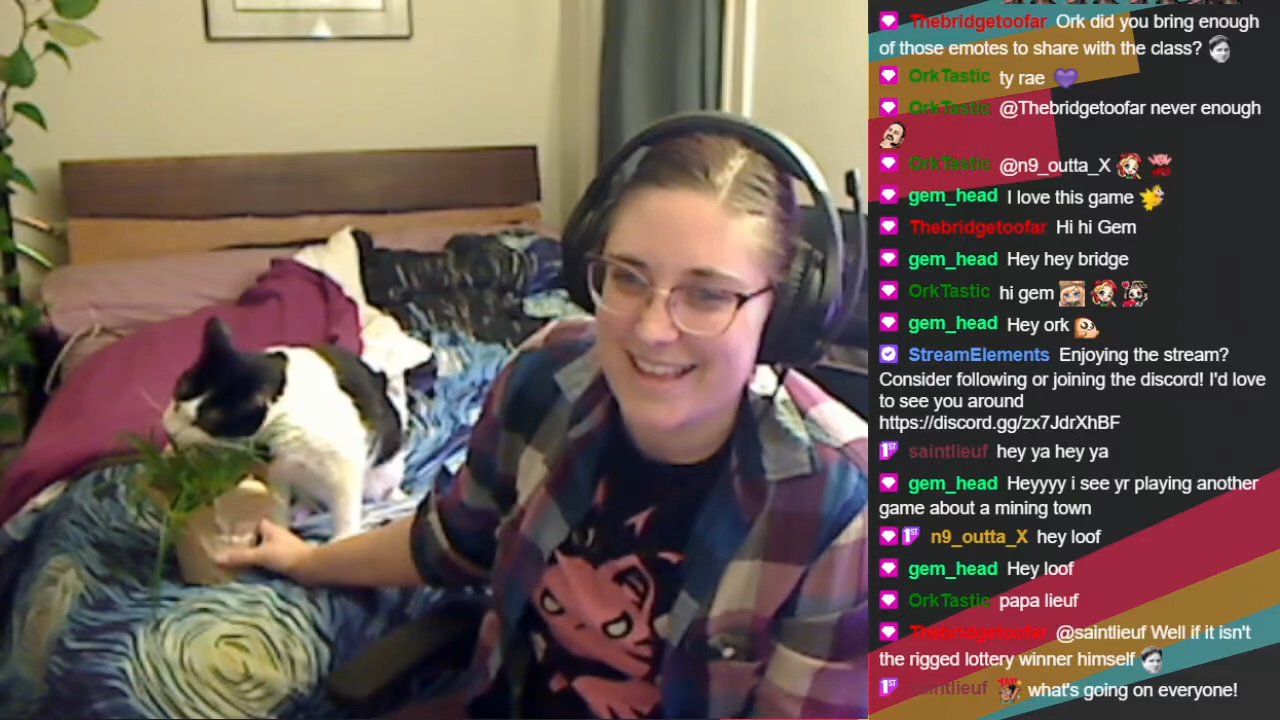 Thebridgetoofar Ork did you bring enough
of those emotes to share with the class?
OrkTastic ty rae
OrkTastic @Thebridgetoofar never enough
OrkTastic @n9_outta_X
gem_head I love this game
Thebridgetoofar Hi hi Gem
gem_head Hey hey bridge
OrkTastic hi gem
gem_head Hey ork
StreamElements Enjoying the stream?
Consider following or joining the discord! I'd love
to see you around
https://discord.gg/zx7JdrXhBF
1ST saintlieuf hey ya hey ya
gem_head Heyyyy i see yr playing another
game about a mining town
1ST n9_outta_X hey loof
gem_head Hey loof
OrkTastic papa lieuf
Thebridgetoofar @saintlieuf Well if it isn't
the rigged lottery winner himself
1ST saintlieuf what's going on everyone!